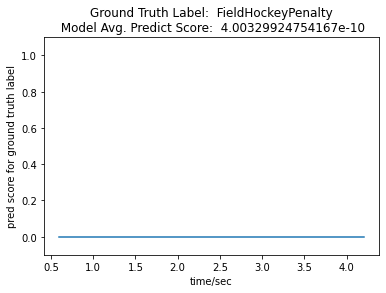 Ground Truth Label:  FieldHockeyPenalty
Model Avg. Predict Score:  4.00329924754167e-10
1.0
0.8
0.6
0.4
0.2
0.0
pred score for ground truth label
0.5 1.0 1.5 2.0 2.5 3.0 3.5 4.0
time/sec